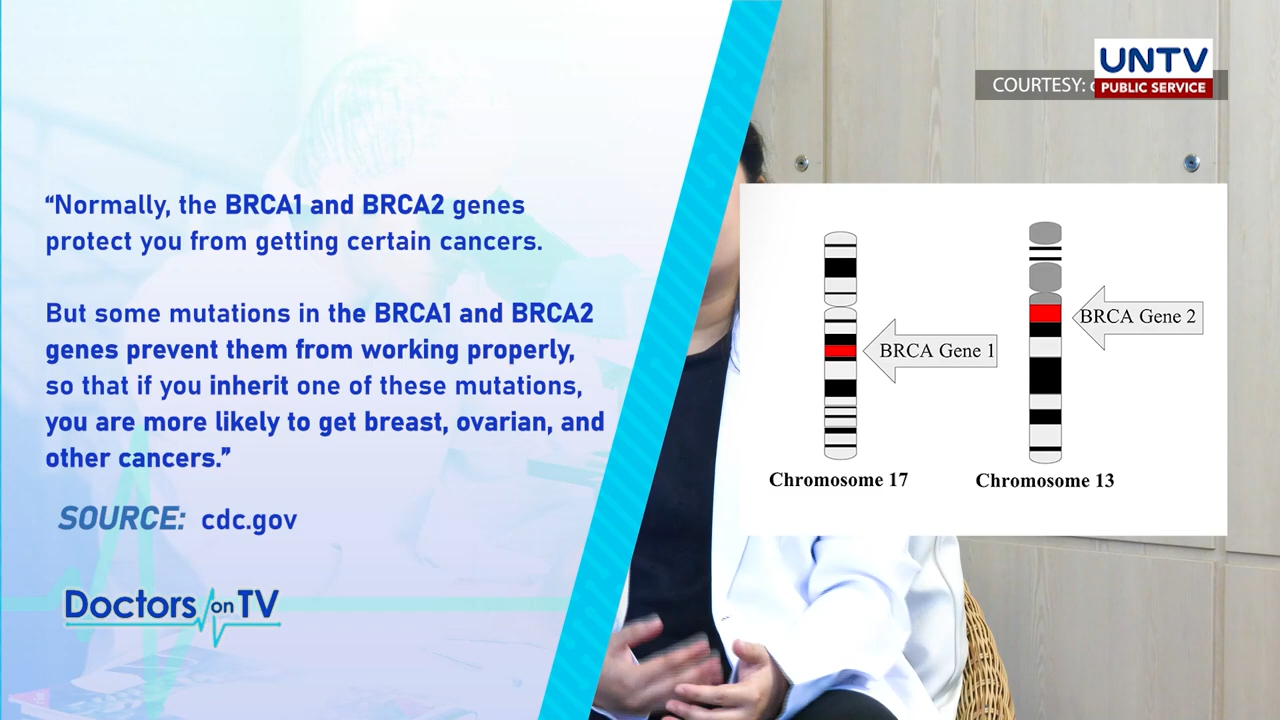 “Normally, the BRCA1 and BRCA2 genes
protect you from getting certain cancers.
But some mutations in the BRCA1 and BRCA2
genes prevent them from working properly,
so that if you inherit one of these mutations,
you are more likely to get breast, ovarian, and
other cancers.”
SOURCE: cdc.gov
Doctors on TV
COURTESY:
UNTV
PUBLIC SERVICE
BRCA Gene 1
BRCA Gene 2
Chromosome 17
Chromosome 13